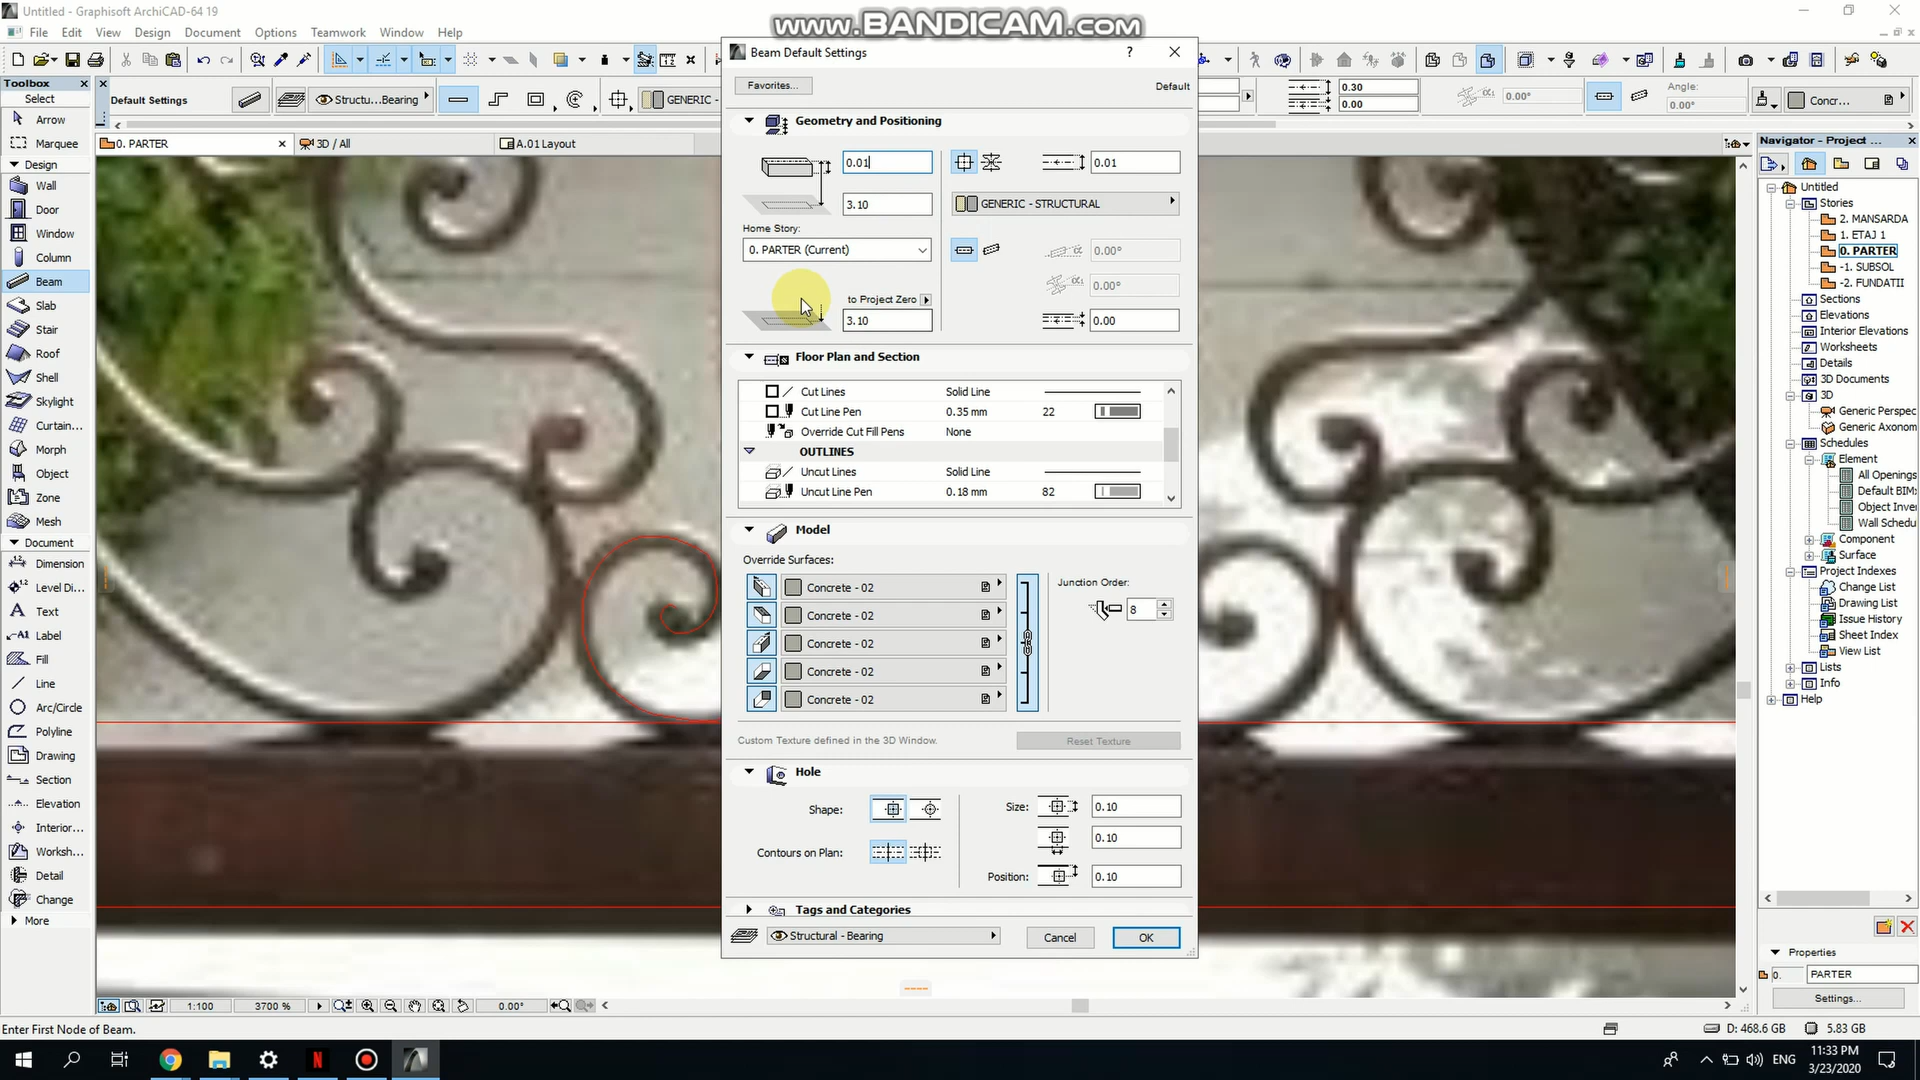 Untitled - Graphisoft ArchiCAD-64 19
www.BANDICAM.com
File Edit View Design Document Options Teamwork Window Help
Toolbox
Select
Arrow
Marquee
Design
Wall
Door
Window
Column
Beam
Slab
Stair
Roof
Shell
Skylight
Curtain...
Morph
Object
Zone
Mesh
Document
Dimension
Level Di...
Text
Label
Fill
Line
Arc/Circle
Polyline
Drawing
Section
Elevation
Interior...
Worksh...
Detail
Change
More
Default Settings
Structu...Bearing
GENERIC -
0.30
0.00
0.00°
Angle:
0.00°
Concr...
0. PARTER
3D / All
A.01 Layout
Beam Default Settings
Favorites...
Default
Geometry and Positioning
0.01
0.01
3.10
GENERIC - STRUCTURAL
Home Story:
0. PARTER (Current)
0.00°
0.00°
to Project Zero
3.10
0.00
Floor Plan and Section
Cut Lines Solid Line
Cut Line Pen 0.35 mm 22
Override Cut Fill Pens None
OUTLINES
Uncut Lines Solid Line
Uncut Line Pen 0.18 mm 82
Model
Override Surfaces:
Concrete - 02
Concrete - 02
Concrete - 02
Concrete - 02
Concrete - 02
Junction Order:
8
Custom Texture defined in the 3D Window.
Reset Texture
Hole
Shape:
Size: 0.10
0.10
Contours on Plan:
Position: 0.10
Tags and Categories
Structural - Bearing
Cancel
OK
Navigator - Project ...
Untitled
Stories
2. MANSARDA
1. ETAJ 1
0. PARTER
-1. SUBSOL
-2. FUNDATII
Sections
Elevations
Interior Elevations
Worksheets
Details
3D Documents
3D
Generic Perspec
Generic Axonom
Schedules
Element
All Openings
Default BIM
Object Inve
Wall Schedu
Component
Surface
Project Indexes
Change List
Drawing List
Issue History
Sheet Index
View List
Lists
Info
Help
Properties
0. PARTER
Settings...
1:100
3700 %
0.00°
Enter First Node of Beam.
D: 468.6 GB
5.83 GB
ENG
11:33 PM
3/23/2020